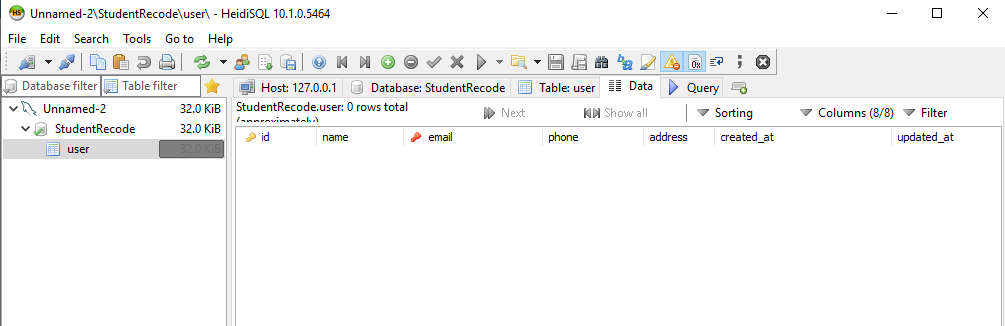 Unnamed-2\StudentRecode\user\ - HeidiSQL 10.1.0.5464
File Edit Search Tools Go to Help
Database filter Table filter
Host: 127.0.0.1 Database: StudentRecode Table: user Data Query
Unnamed-2 32.0 KiB
StudentRecode 32.0 KiB
user 32.0 KiB
StudentRecode.user: 0 rows total
(approximately)
Next Show all Sorting Columns (8/8) Filter
id name email phone address created_at updated_at